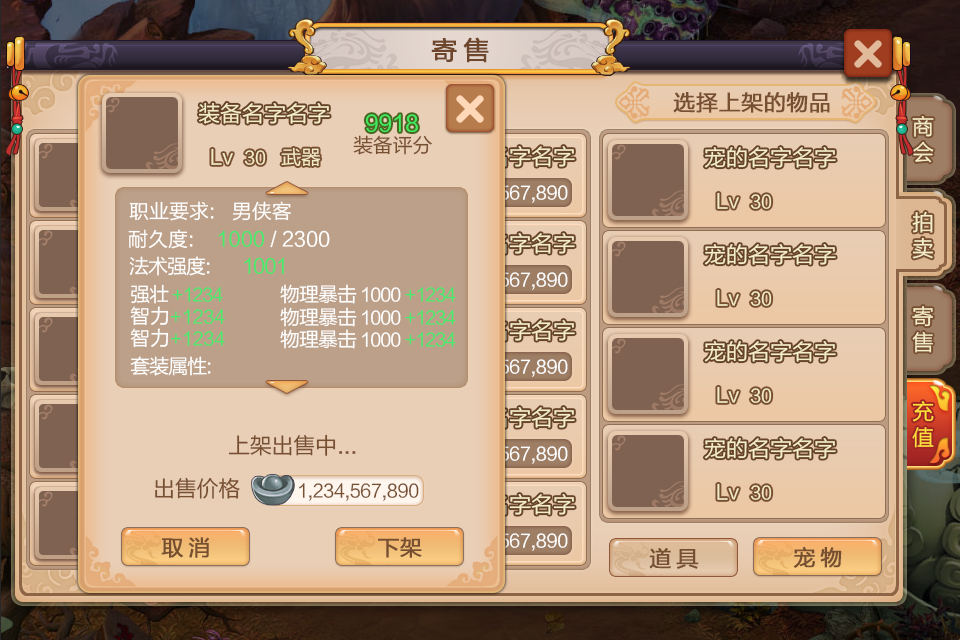 寄售
装备名字名字
9918
Lv 30 武器
装备评分
职业要求: 男侠客
耐久度: 1000 / 2300
法术强度: 1001
强壮 +1234 物理暴击 1000 +1234
智力 +1234 物理暴击 1000 +1234
智力 +1234 物理暴击 1000 +1234
套装属性:
上架出售中...
出售价格 1,234,567,890
取消
下架
字名字
567,890
字名字
567,890
字名字
567,890
字名字
567,890
字名字
567,890
选择上架的物品
宠的名字名字
Lv 30
宠的名字名字
Lv 30
宠的名字名字
Lv 30
宠的名字名字
Lv 30
道具
宠物
商会
拍卖
寄售
充值